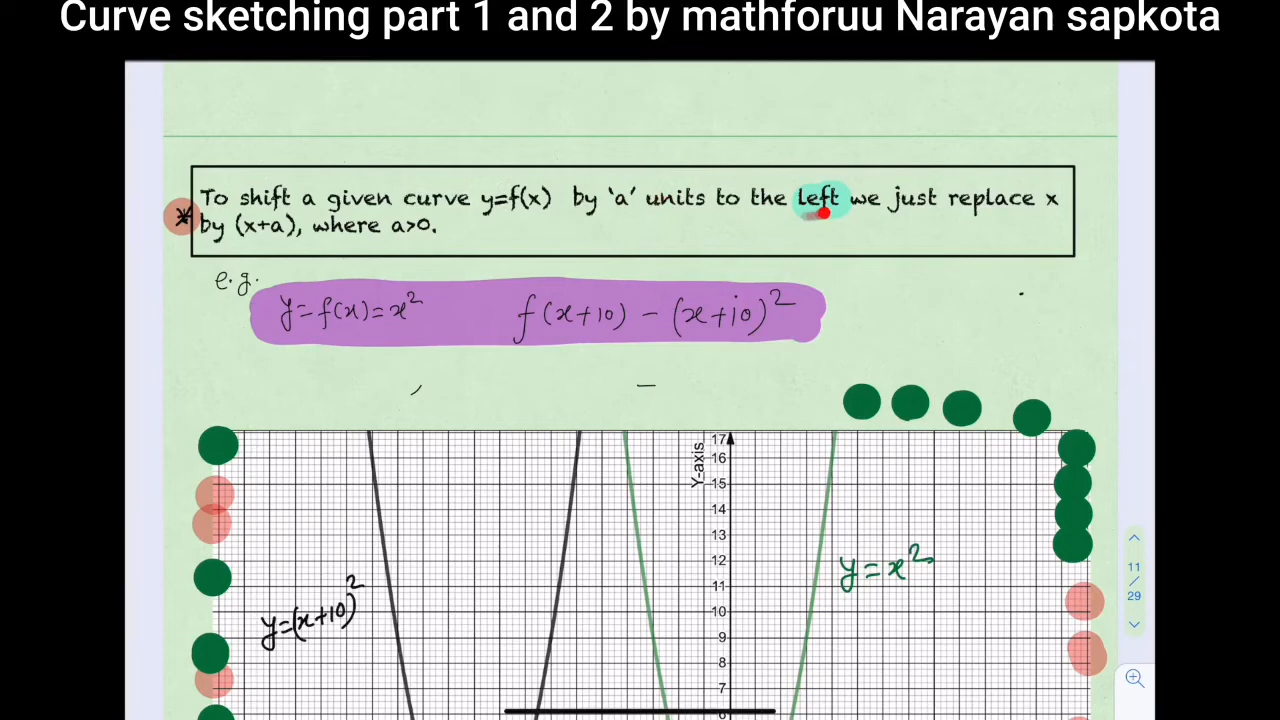 Curve sketching part 1 and 2 by mathforuu Narayan sapkota
* To shift a given curve y=f(x) by 'a' units to the left we just replace x
by (x+a), where a>0.
e.g.
y=f(x)=x² f(x+10) - (x+10)²
17
Y-axis
16
15
14
13
12
11
10
9
8
7
6
y=x²
y=(x+10)²
11
/
29